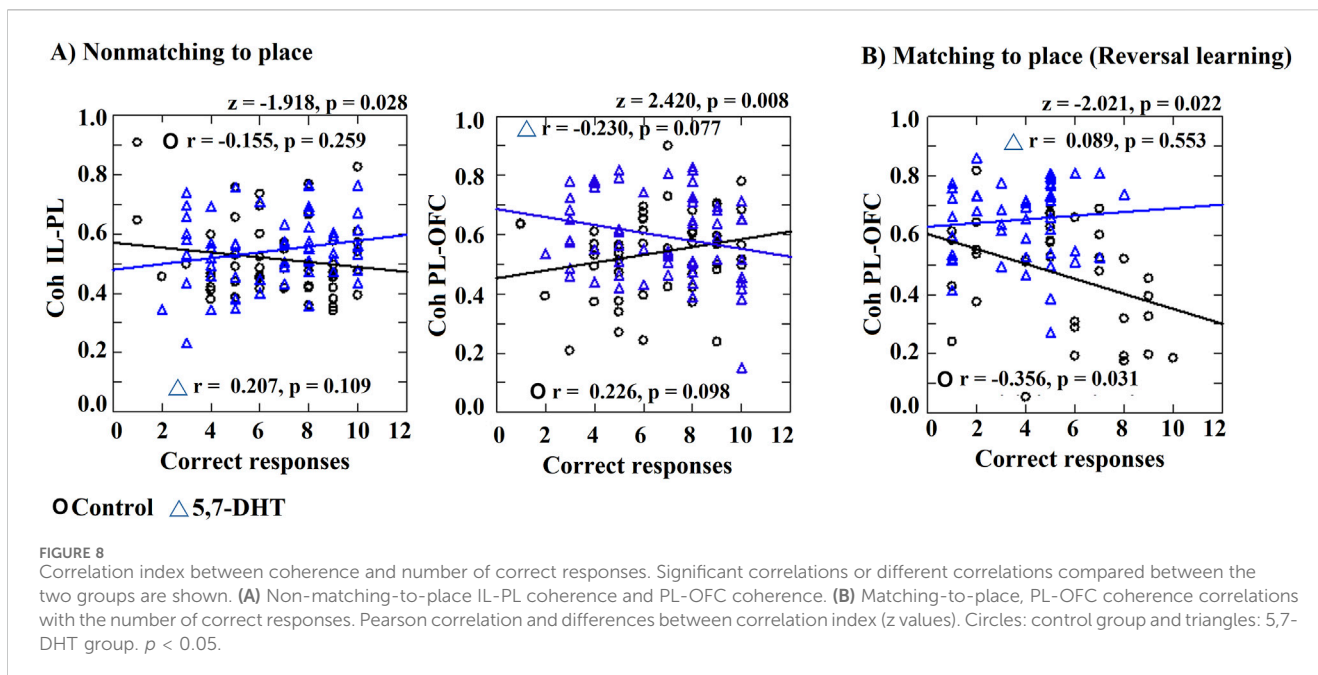 A) Nonmatching to place
B) Matching to place (Reversal learning)
z = -1.918, p = 0.028
O r = -0.155, p = 0.259
△ r = 0.207, p = 0.109
Coh IL-PL
1.0
0.8
0.6
0.4
0.2
0.0
0 2 4 6 8 10 12
Correct responses
z = 2.420, p = 0.008
△ r = -0.230, p = 0.077
O r = 0.226, p = 0.098
Coh PL-OFC
1.0
0.8
0.6
0.4
0.2
0.0
0 2 4 6 8 10 12
Correct responses
z = -2.021, p = 0.022
△ r = 0.089, p = 0.553
O r = -0.356, p = 0.031
Coh PL-OFC
1.0
0.8
0.6
0.4
0.2
0.0
0 2 4 6 8 10 12
Correct responses
O Control △ 5,7-DHT
FIGURE 8
Correlation index between coherence and number of correct responses. Significant correlations or different correlations compared between the
two groups are shown. (A) Non-matching-to-place IL-PL coherence and PL-OFC coherence. (B) Matching-to-place, PL-OFC coherence correlations
with the number of correct responses. Pearson correlation and differences between correlation index (z values). Circles: control group and triangles: 5,7-
DHT group. p < 0.05.